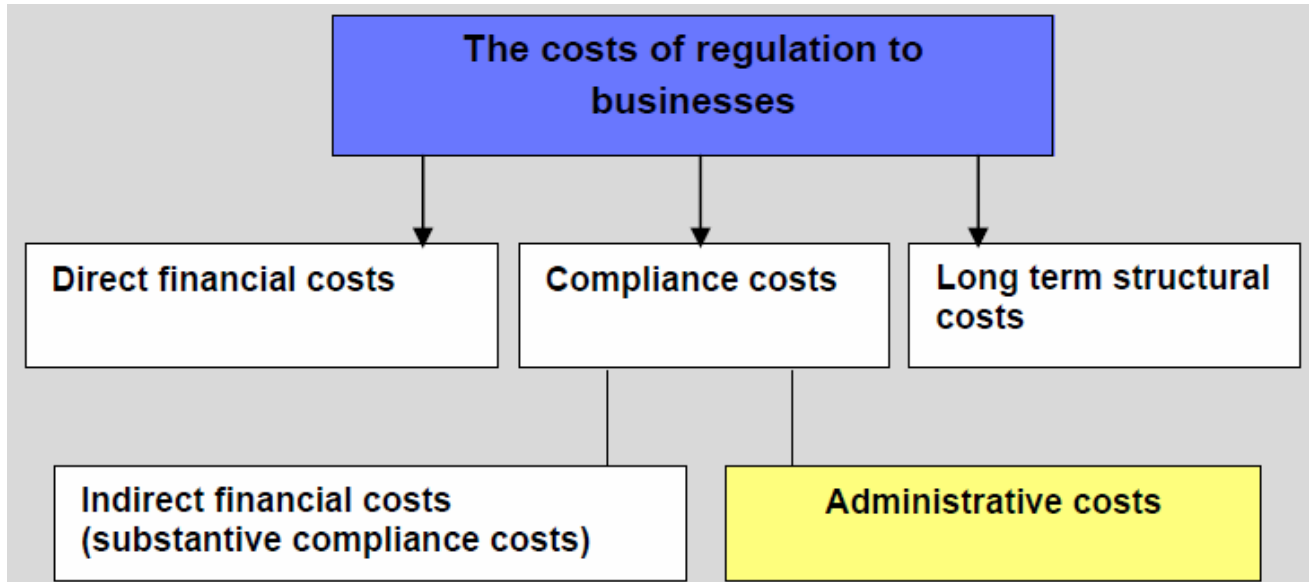 The costs of regulation to
businesses
Direct financial costs
Compliance costs
Long term structural
costs
Indirect financial costs
(substantive compliance costs)
Administrative costs